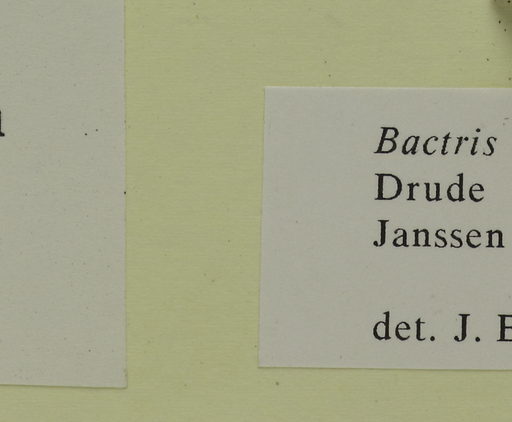 Bactris
Drude
Janssen
det. J.